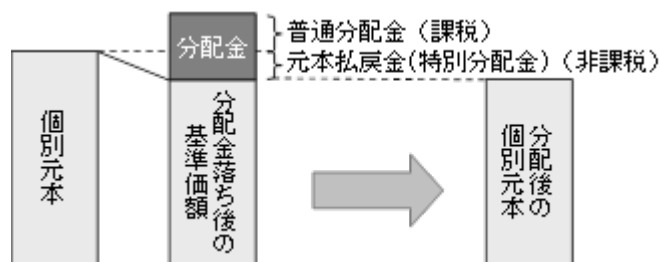 分配金
普通分配金（課税）
元本払戻金(特別分配金)（非課税）
個別元本
分配金落ち後の
基準価額
分配後の
個別元本